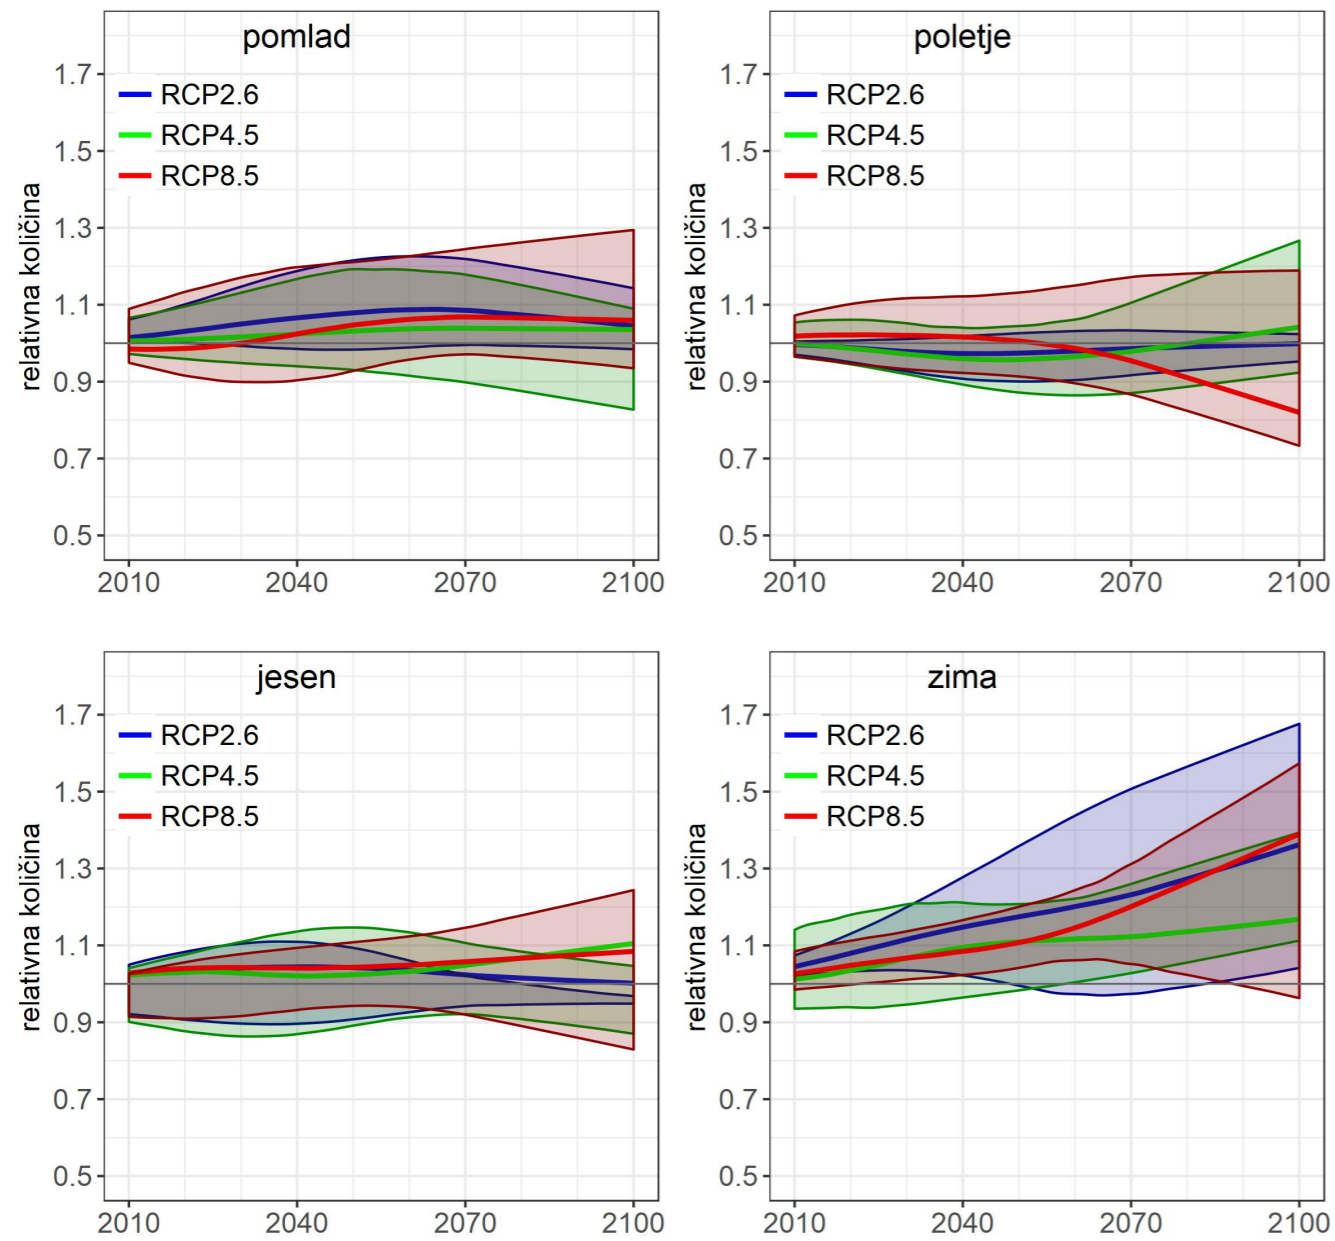 pomlad
relativna količina
1.7
1.5
1.3
1.1
0.9
0.7
0.5
RCP2.6
RCP4.5
RCP8.5
2010 2040 2070 2100
poletje
relativna količina
1.7
1.5
1.3
1.1
0.9
0.7
0.5
RCP2.6
RCP4.5
RCP8.5
2010 2040 2070 2100
jesen
relativna količina
1.7
1.5
1.3
1.1
0.9
0.7
0.5
RCP2.6
RCP4.5
RCP8.5
2010 2040 2070 2100
zima
relativna količina
1.7
1.5
1.3
1.1
0.9
0.7
0.5
RCP2.6
RCP4.5
RCP8.5
2010 2040 2070 2100